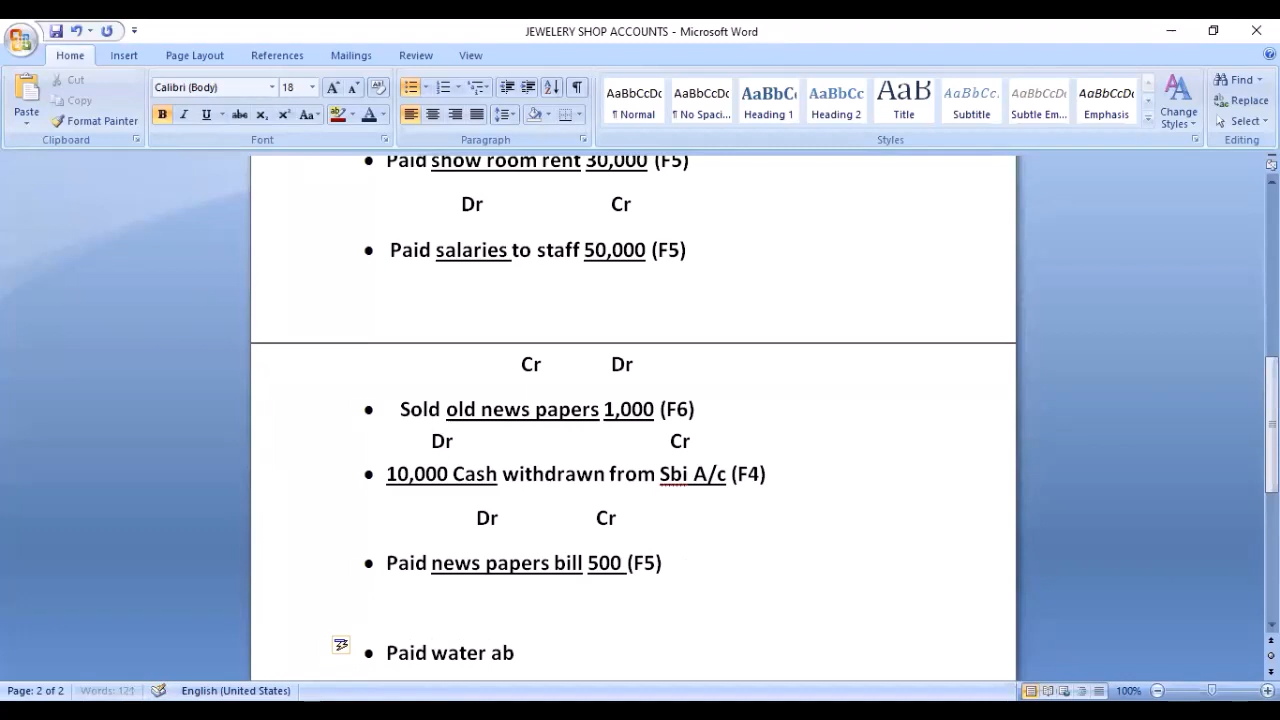 JEWELERY SHOP ACCOUNTS - Microsoft Word
Home Insert Page Layout References Mailings Review View
Paste
Cut
Copy
Format Painter
Clipboard
Calibri (Body) 18
B I U abc x₂ x² Aa A
Font
Paragraph
AaBbCcDc AaBbCcDc AaBbC AaBbCc AaB AaBbCc. AaBbCcDc AaBbCcDc
¶ Normal ¶ No Spaci... Heading 1 Heading 2 Title Subtitle Subtle Em... Emphasis
Change Styles
Styles
Find
Replace
Select
Editing
• Paid show room rent 30,000 (F5)
Dr Cr
• Paid salaries to staff 50,000 (F5)
Cr Dr
• Sold old news papers 1,000 (F6)
Dr Cr
• 10,000 Cash withdrawn from Sbi A/c (F4)
Dr Cr
• Paid news papers bill 500 (F5)
• Paid water ab
Page: 2 of 2 Words: 121 English (United States) 100%